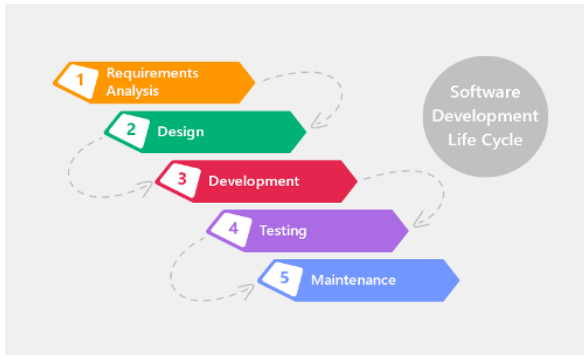 1
Requirements
Analysis
2
Design
3
Development
4
Testing
5
Maintenance
Software
Development
Life Cycle